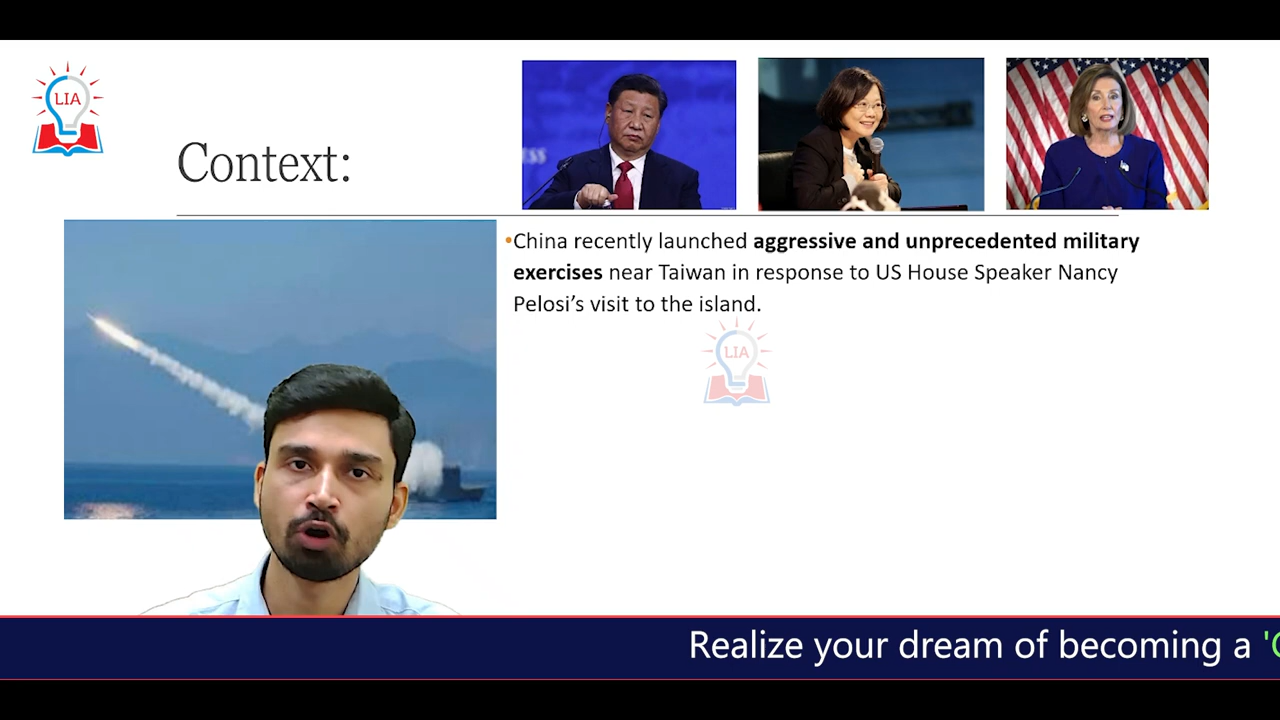 LIA
Context:
ESS
•China recently launched aggressive and unprecedented military
exercises near Taiwan in response to US House Speaker Nancy
Pelosi’s visit to the island.
LIA
Realize your dream of becoming a '